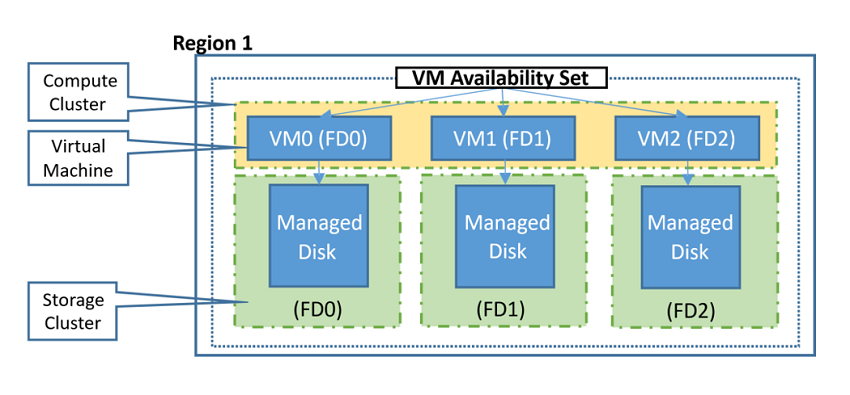 Region 1
VM Availability Set
Compute
Cluster
Virtual
Machine
VM0 (FD0)
VM1 (FD1)
VM2 (FD2)
Managed
Disk
Managed
Disk
Managed
Disk
Storage
Cluster
(FD0)
(FD1)
(FD2)